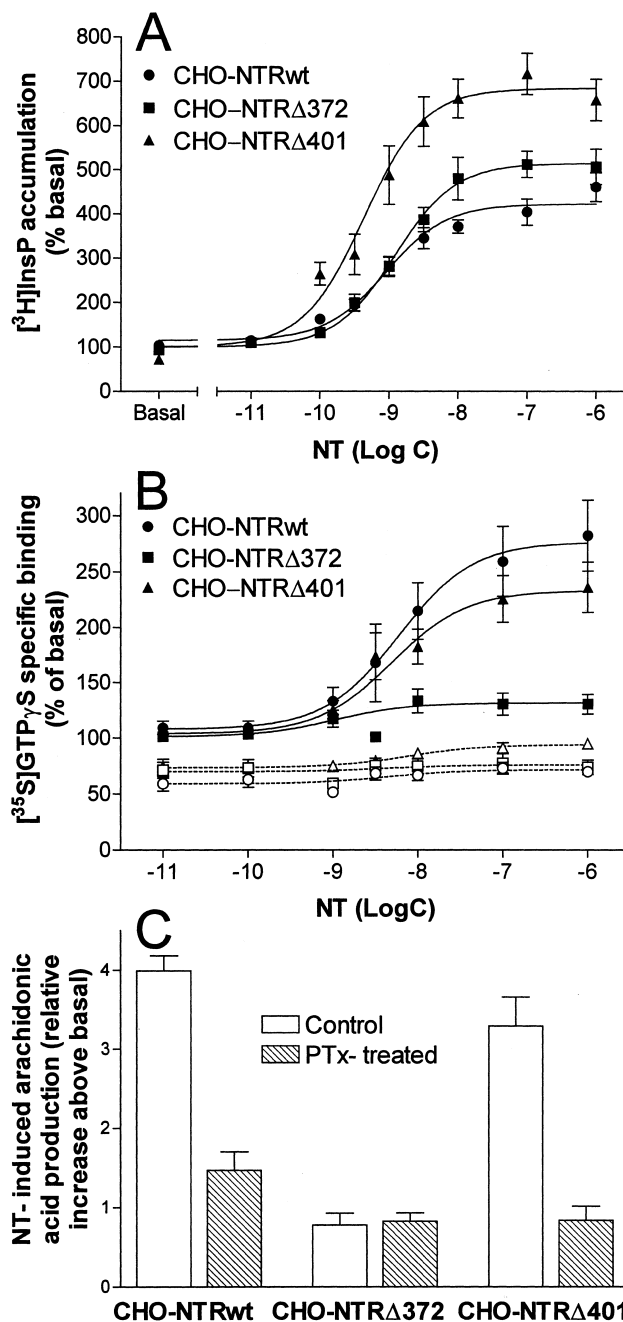 A
CHO-NTRwt
CHO–NTRΔ372
CHO–NTRΔ401
[³H]InsP accumulation
(% basal)
800
700
600
500
400
300
200
100
0
Basal -11 -10 -9 -8 -7 -6
NT (Log C)
B
CHO-NTRwt
CHO-NTRΔ372
CHO–NTRΔ401
[³⁵S]GTPγS specific binding
(% of basal)
300
250
200
150
100
50
0
-11 -10 -9 -8 -7 -6
NT (LogC)
C
Control
PTx- treated
NT- induced arachidonic
acid production (relative
increase above basal)
4
3
2
1
0
CHO-NTRwt CHO-NTRΔ372 CHO-NTRΔ401